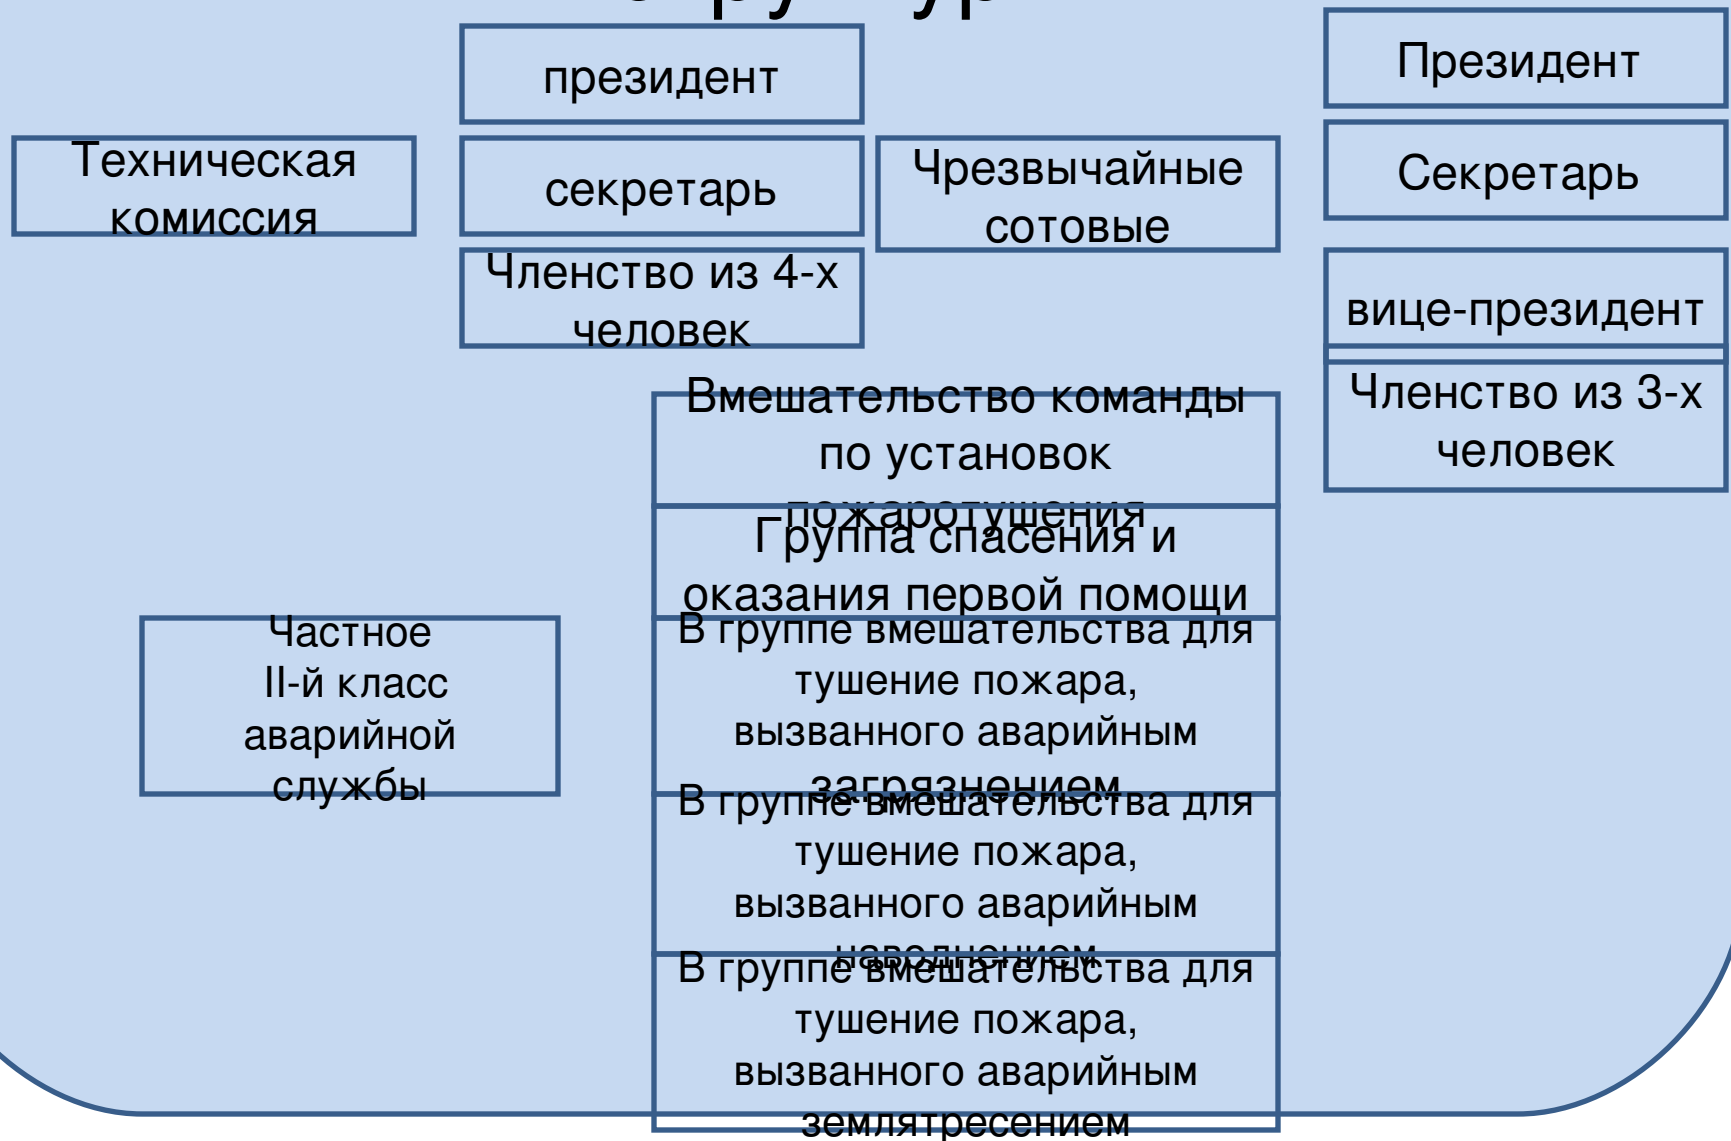 президент
Президент
Техническая
комиссия
секретарь
Чрезвычайные
сотовые
Секретарь
Членство из 4-х
человек
вице-президент
Членство из 3-х
человек
Вмешательство команды
по установок
пожаротушения
Группа спасения и
оказания первой помощи
Частное
II-й класс
аварийной
службы
В группе вмешательства для
тушение пожара,
вызванного аварийным
загрязнением
В группе вмешательства для
тушение пожара,
вызванного аварийным
наводнением
В группе вмешательства для
тушение пожара,
вызванного аварийным
землятресением